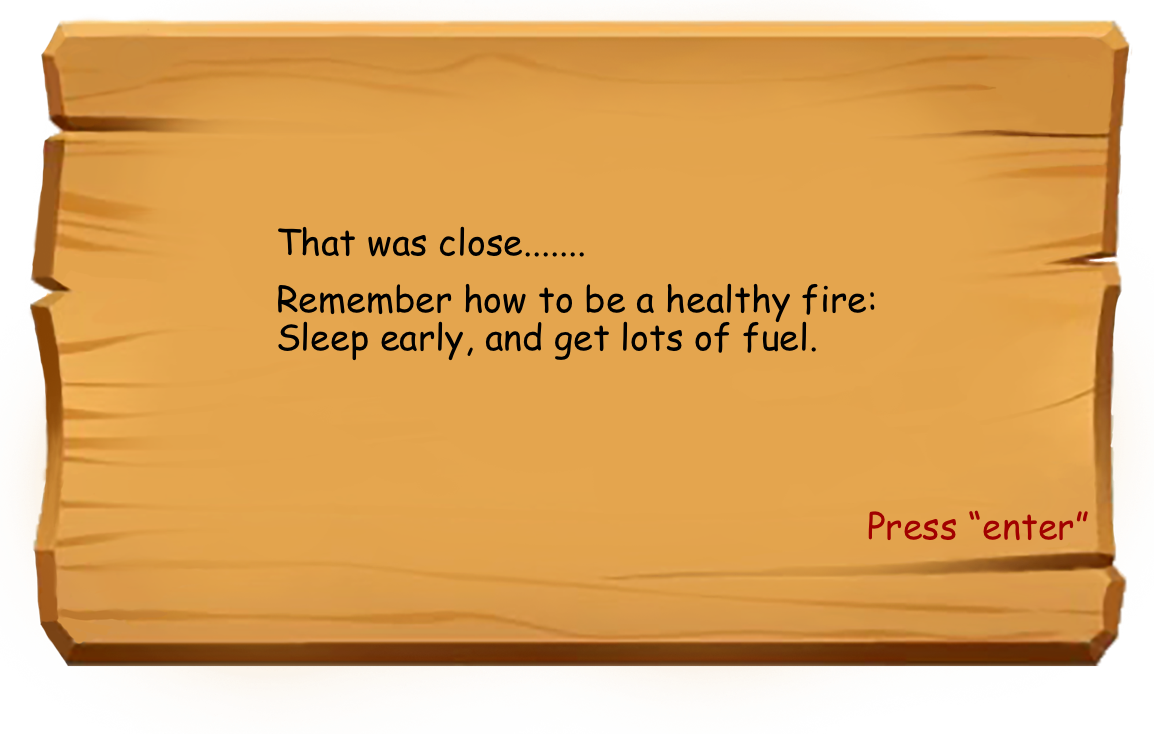 That was close.......
Remember how to be a healthy fire:
Sleep early, and get lots of fuel.
Press “enter”